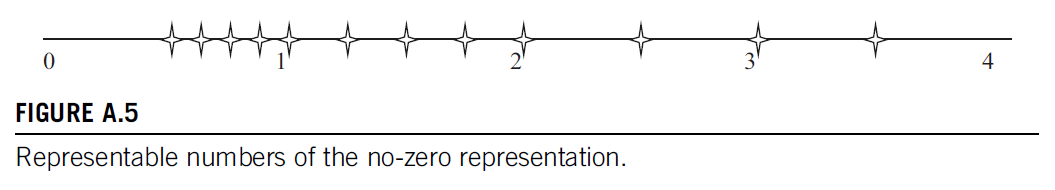 0 1 2 3 4
FIGURE A.5
Representable numbers of the no-zero representation.